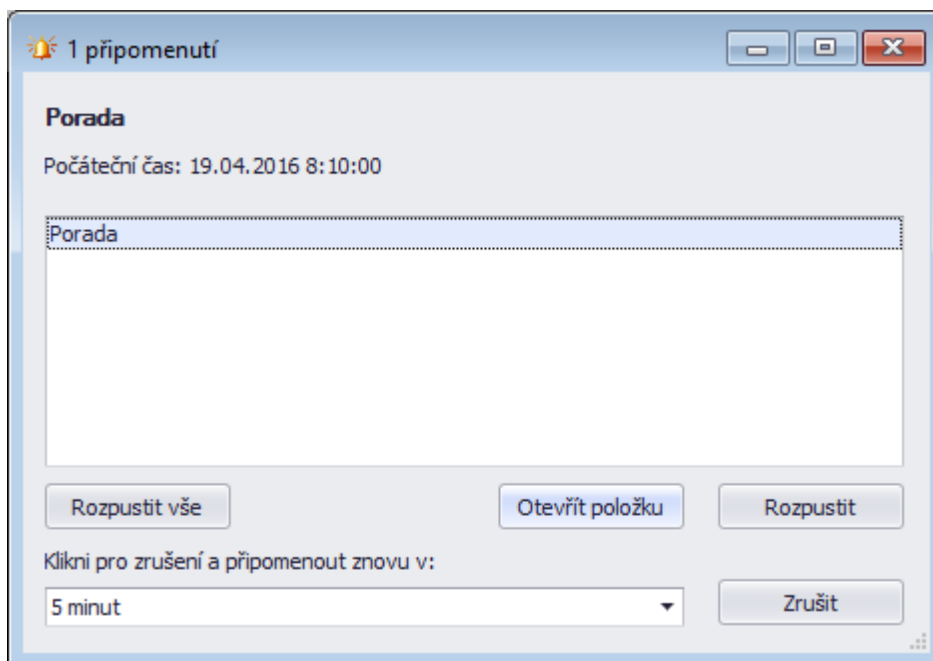 1 připomenutí
Porada
Počáteční čas: 19.04.2016 8:10:00
Porada
Rozpustit vše
Otevřít položku
Rozpustit
Klikni pro zrušení a připomenout znovu v:
5 minut
Zrušit